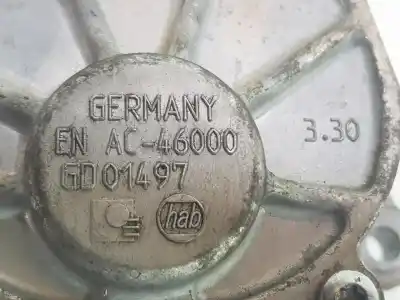 GERMANY
EN AC-46000
3.30
GD 01497
hab